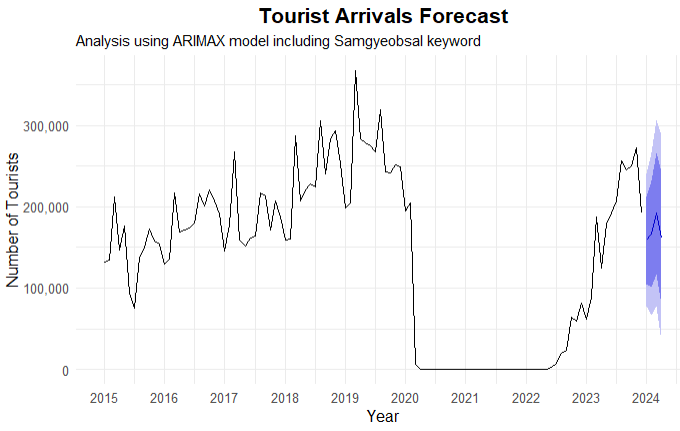 Tourist Arrivals Forecast
Analysis using ARIMAX model including Samgyeobsal keyword
Number of Tourists
300,000
200,000
100,000
0
2015 2016 2017 2018 2019 2020 2021 2022 2023 2024
Year